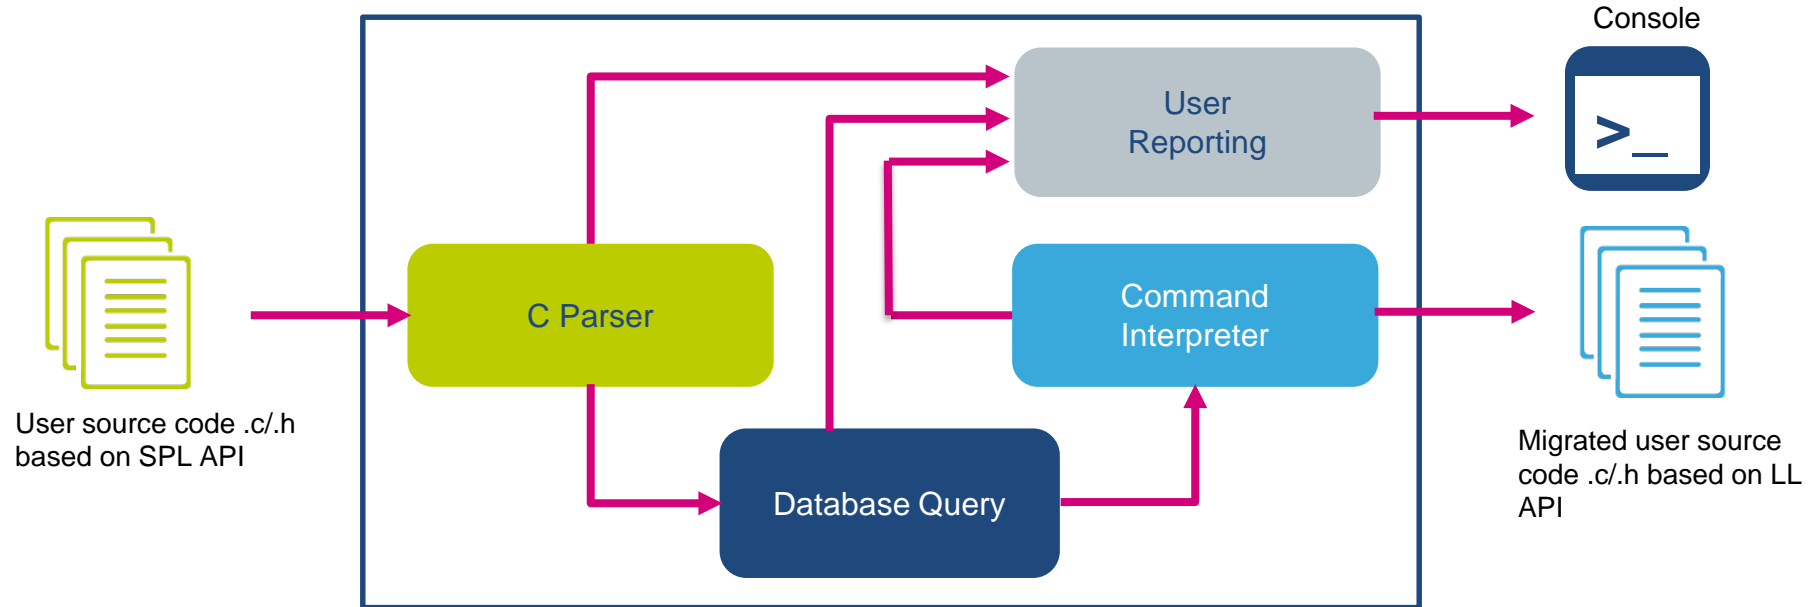 Console
User
Reporting
>_
C Parser
Command
Interpreter
User source code .c/.h
based on SPL API
Database Query
Migrated user source
code .c/.h based on LL
API